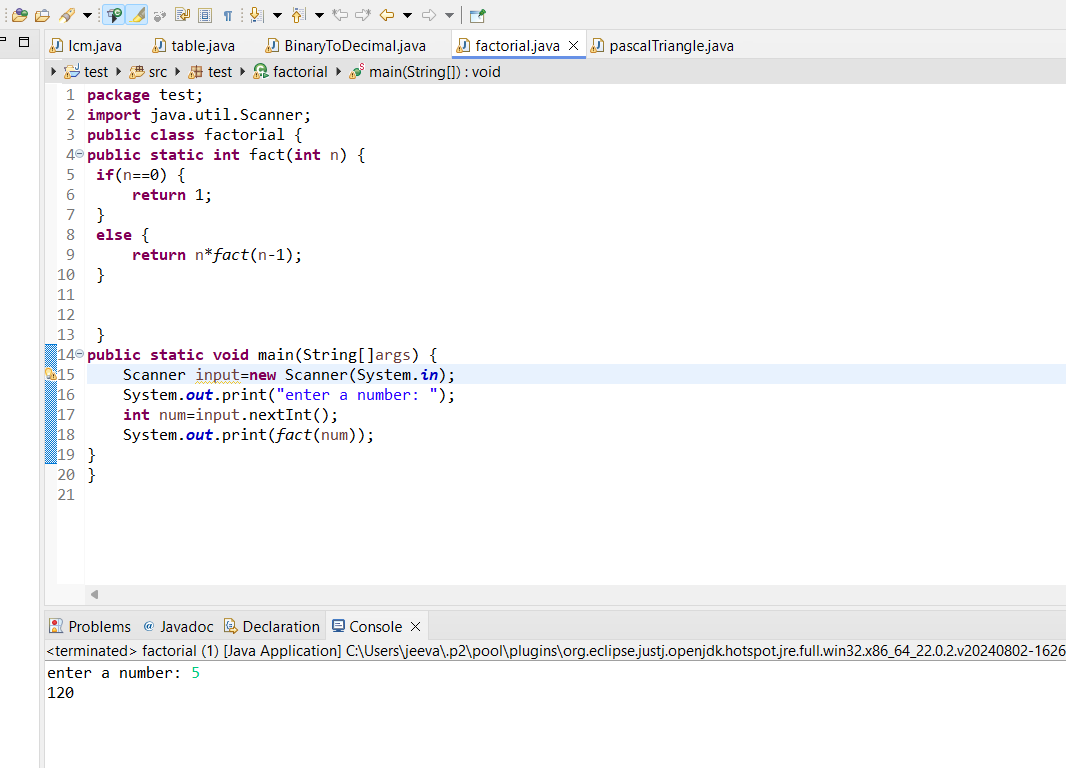 lcm.java table.java BinaryToDecimal.java factorial.java pascalTriangle.java
test src test factorial main(String[]) : void
1 package test;
2 import java.util.Scanner;
3 public class factorial {
4 public static int fact(int n) {
5 if(n==0) {
6 return 1;
7 }
8 else {
9 return n*fact(n-1);
10 }
11
12
13 }
14 public static void main(String[]args) {
15 Scanner input=new Scanner(System.in);
16 System.out.print("enter a number: ");
17 int num=input.nextInt();
18 System.out.print(fact(num));
19 }
20 }
21
Problems @ Javadoc Declaration Console
<terminated> factorial (1) [Java Application] C:\Users\jeeva\.p2\pool\plugins\org.eclipse.justj.openjdk.hotspot.jre.full.win32.x86_64_22.0.2.v20240802-1626
enter a number: 5
120